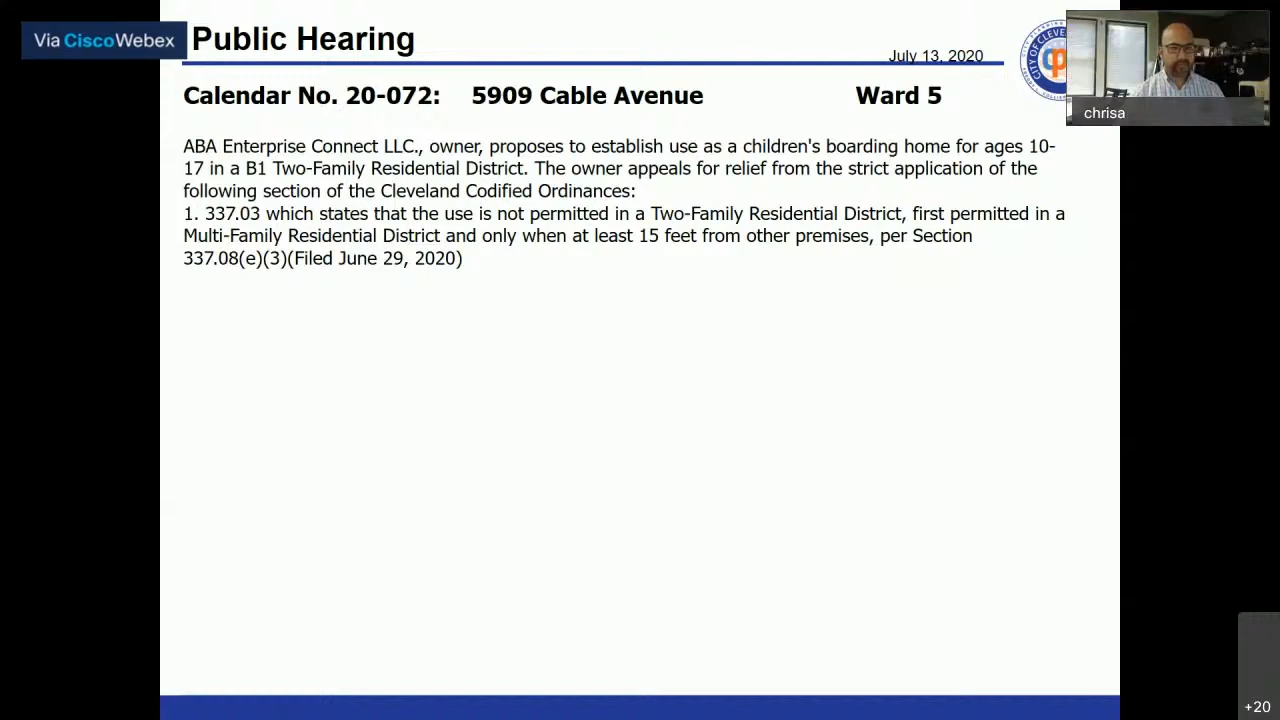 Via CiscoWebex
Public Hearing
July 13, 2020
CITY OF CLEVE
cp
chrisa
Calendar No. 20-072: 5909 Cable Avenue Ward 5
ABA Enterprise Connect LLC., owner, proposes to establish use as a children's boarding home for ages 10-
17 in a B1 Two-Family Residential District. The owner appeals for relief from the strict application of the
following section of the Cleveland Codified Ordinances:
1. 337.03 which states that the use is not permitted in a Two-Family Residential District, first permitted in a
Multi-Family Residential District and only when at least 15 feet from other premises, per Section
337.08(e)(3)(Filed June 29, 2020)
+20